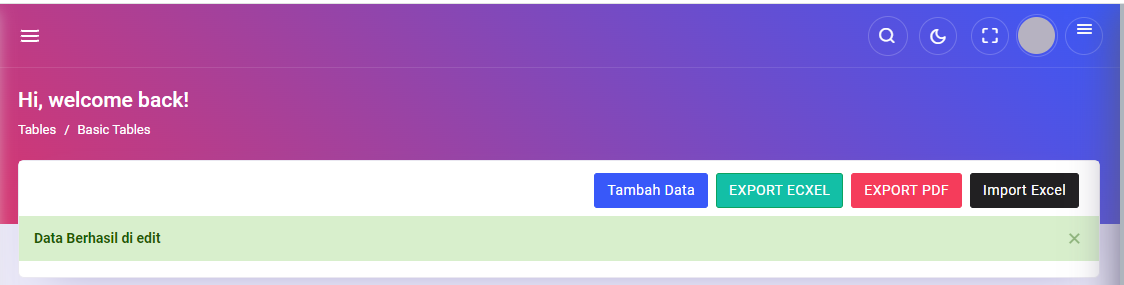 Hi, welcome back!
Tables / Basic Tables
Tambah Data EXPORT ECXEL EXPORT PDF Import Excel
Data Berhasil di edit ×